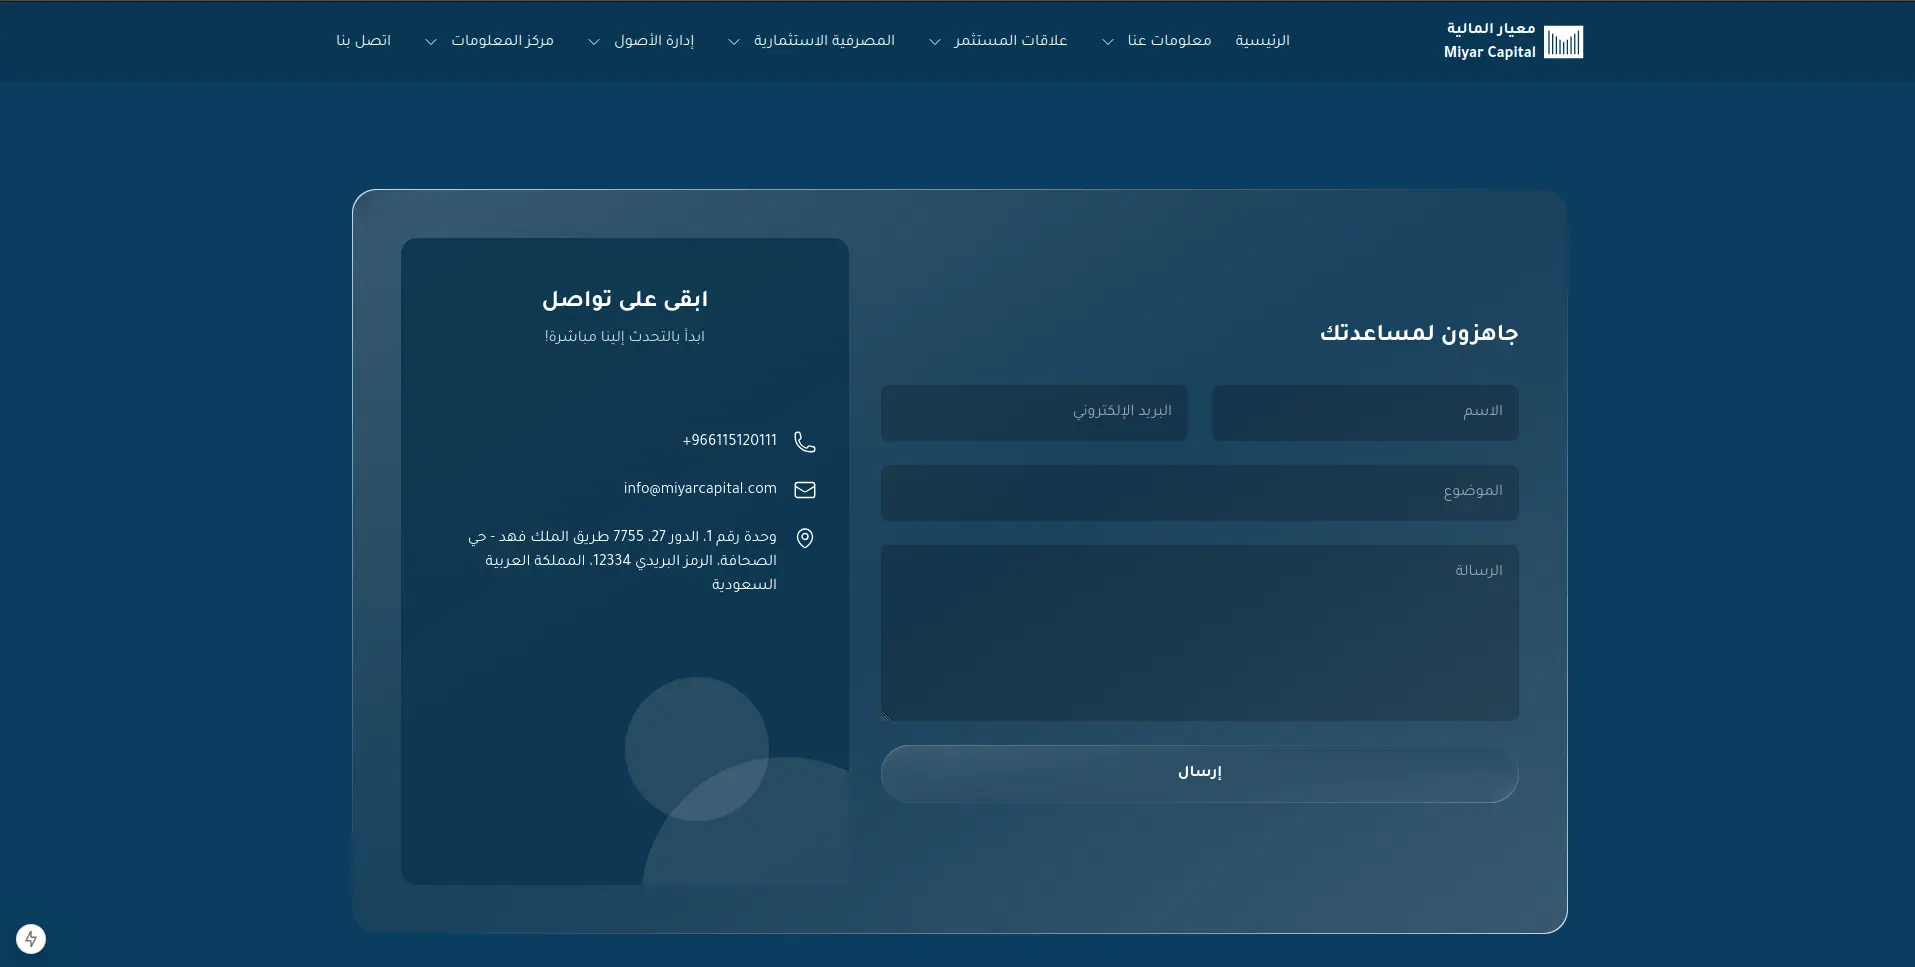 معيار المالية
Miyar Capital
الرئيسية
معلومات عنا
علاقات المستثمر
المصرفية الاستثمارية
إدارة الأصول
مركز المعلومات
اتصل بنا
جاهزون لمساعدتك
الاسم
البريد الإلكتروني
الموضوع
الرسالة
إرسال
ابقى على تواصل
ابدأ بالتحدث إلينا مباشرة!
+966115120111
info@miyarcapital.com
وحدة رقم 1، الدور 27، 7755 طريق الملك فهد - حي
الصحافة، الرمز البريدي 12334، المملكة العربية
السعودية